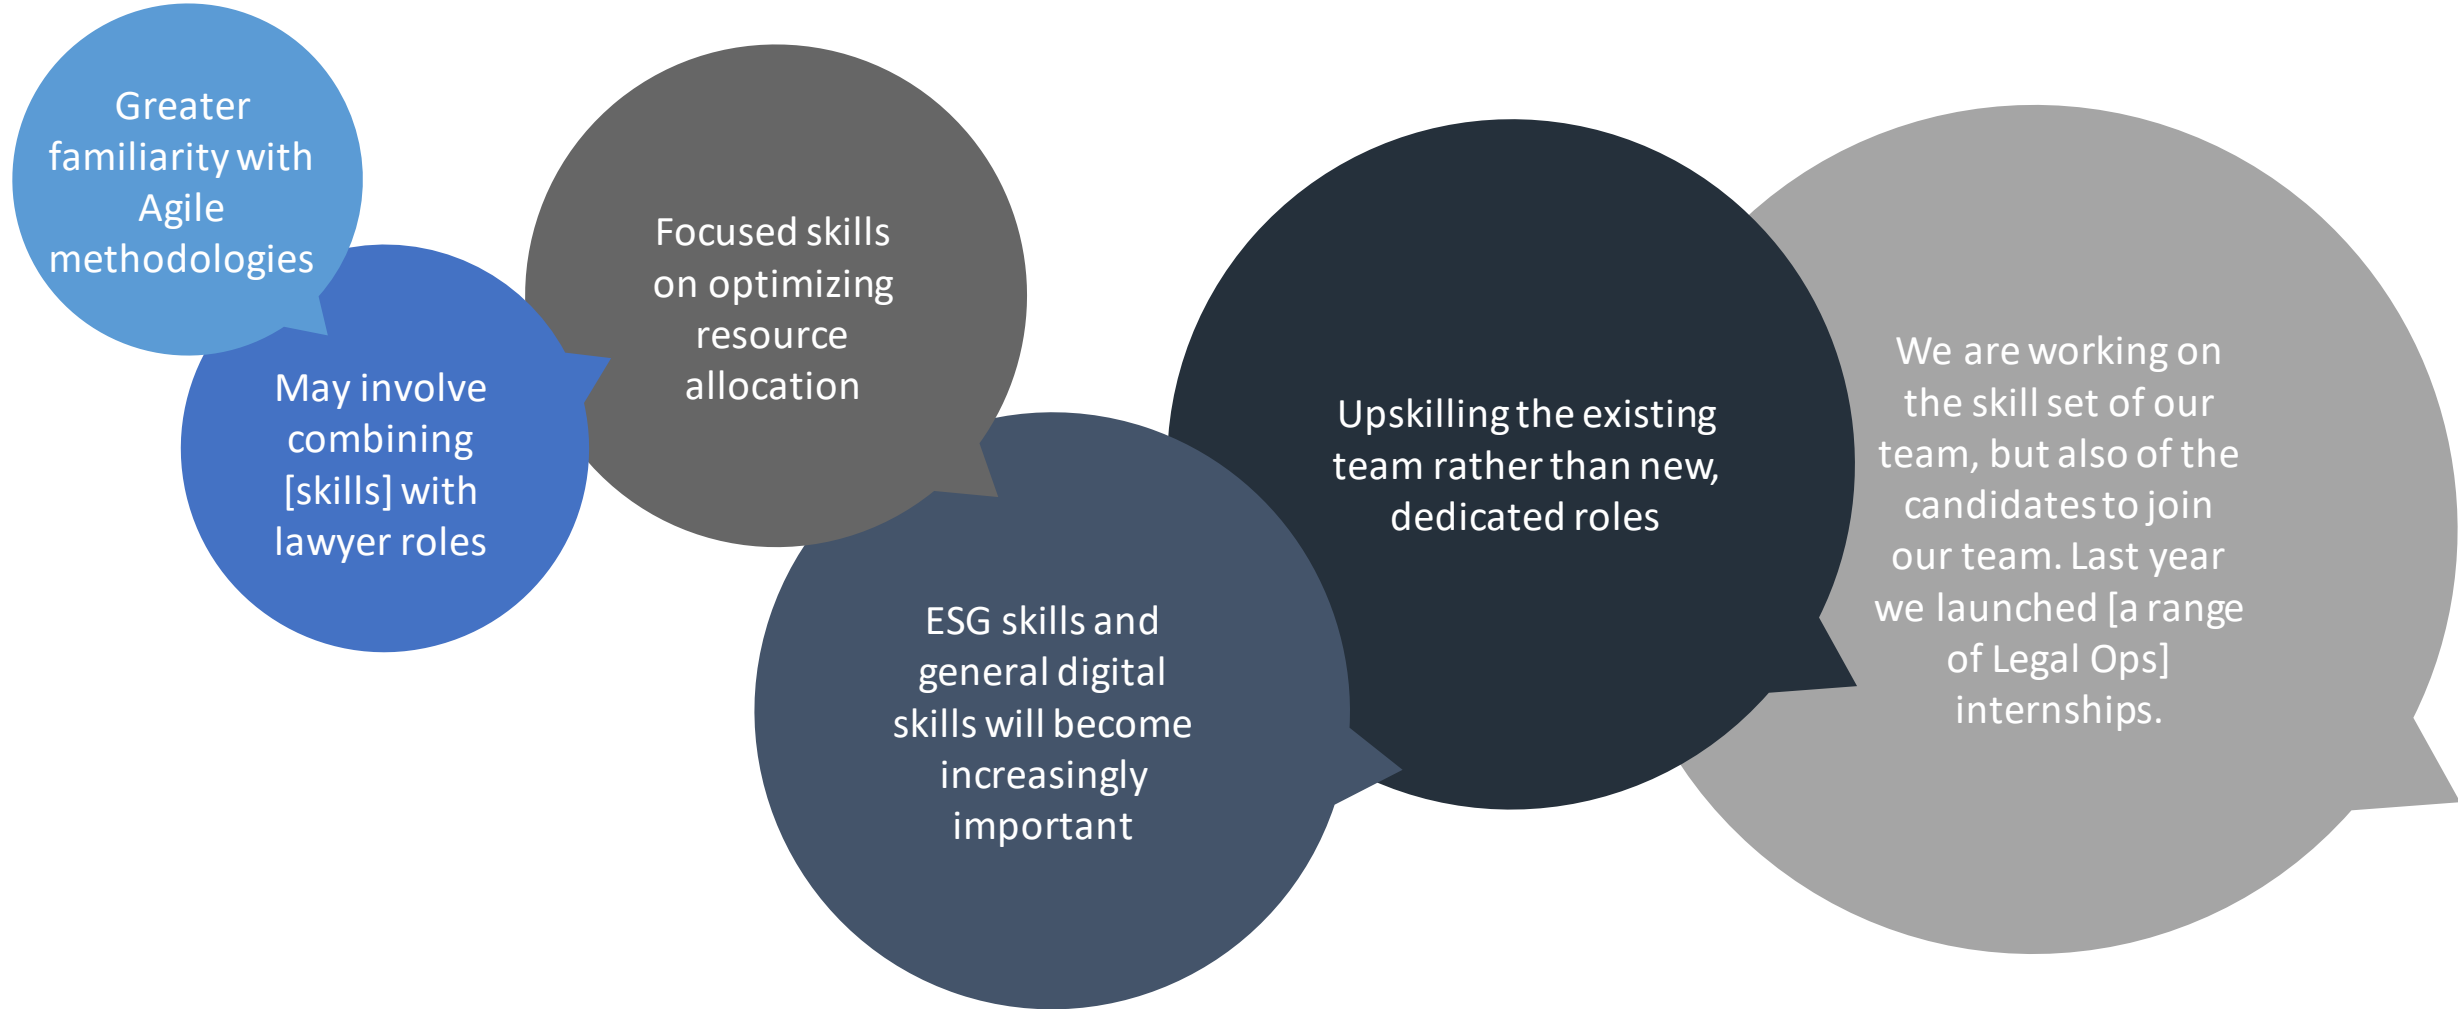 Greater
familiarity with
Agile
methodologies
May involve
combining
[skills] with
lawyer roles
Focused skills
on optimizing
resource
allocation
ESG skills and
general digital
skills will become
increasingly
important
Upskilling the existing
team rather than new,
dedicated roles
We are working on
the skill set of our
team, but also of the
candidates to join
our team. Last year
we launched [a range
of Legal Ops]
internships.